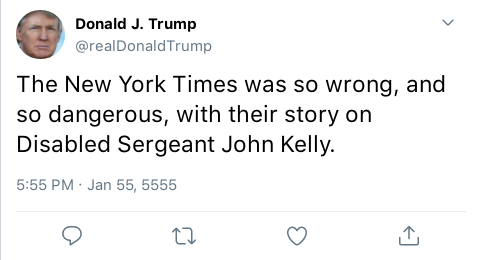 Donald J. Trump
@realDonaldTrump
The New York Times was so wrong, and
so dangerous, with their story on
Disabled Sergeant John Kelly.
5:55 PM · Jan 55, 5555